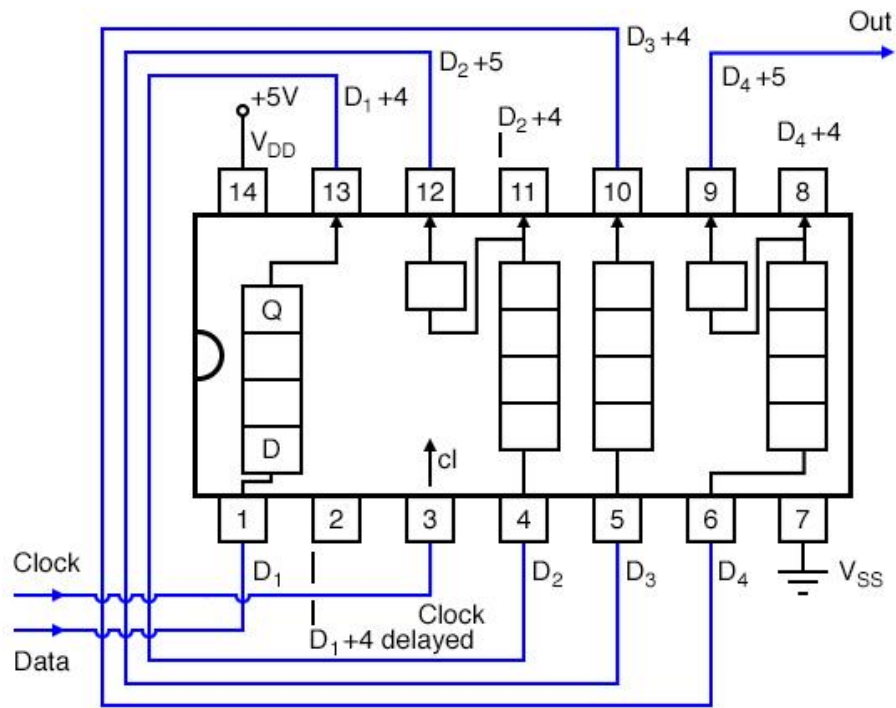 D3+4
Out
D2+5
D4+5
+5V
D1+4
D2+4
D4+4
VDD
14 13 12 11 10 9 8
Q
D
cl
1 2 3 4 5 6 7
Clock
D1
D2
D3
D4
VSS
Clock
Data
D1+4 delayed